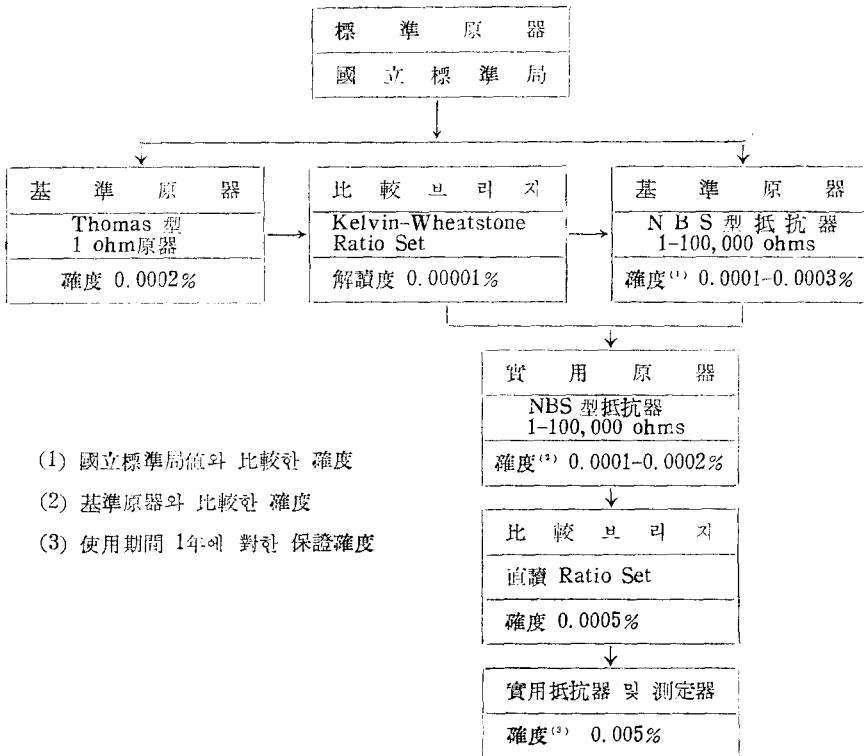 標準原器
國立標準局
基準原器
Thomas 型
1 ohm原器
確度 0.0002%
比較브리지
Kelvin-Wheatstone
Ratio Set
解讀度 0.00001%
基準原器
NBS型抵抗器
1-100,000 ohms
確度⁽¹⁾ 0.0001-0.0003%
實用原器
NBS 型抵抗器
1-100,000 ohms
確度⁽²⁾ 0.0001-0.0002%
比較브리지
直讀 Ratio Set
確度 0.0005%
實用抵抗器 및 測定器
確度⁽³⁾ 0.005%
(1) 國立標準局値와 比較한 確度
(2) 基準原器와 比較한 確度
(3) 使用期間 1年에 對한 保證確度